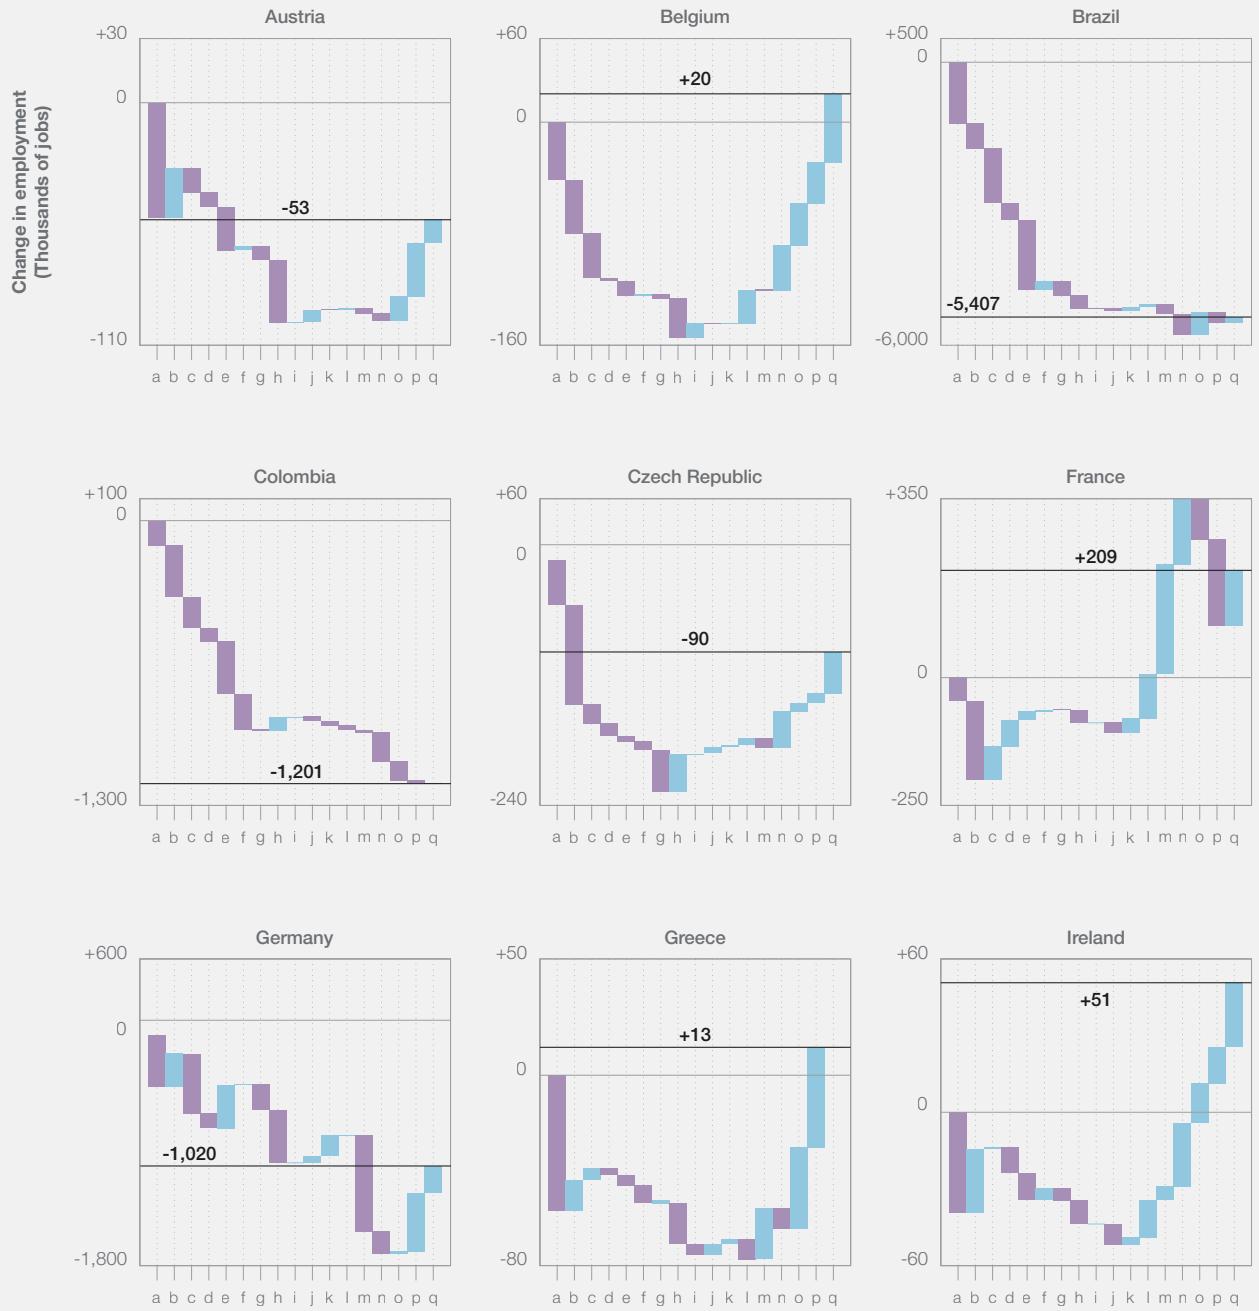 Change in employment
(Thousands of jobs)
Austria
+30
0
-53
-110
a b c d e f g h i j k l m n o p q
Belgium
+60
+20
0
-160
a b c d e f g h i j k l m n o p q
Brazil
+500
0
-5,407
-6,000
a b c d e f g h i j k l m n o p q
Colombia
+100
0
-1,201
-1,300
a b c d e f g h i j k l m n o p q
Czech Republic
+60
0
-90
-240
a b c d e f g h i j k l m n o p q
France
+350
+209
0
-250
a b c d e f g h i j k l m n o p q
Germany
+600
0
-1,020
-1,800
a b c d e f g h i j k l m n o p q
Greece
+50
+13
0
-80
a b c d e f g h i j k l m n o p q
Ireland
+60
+51
0
-60
a b c d e f g h i j k l m n o p q